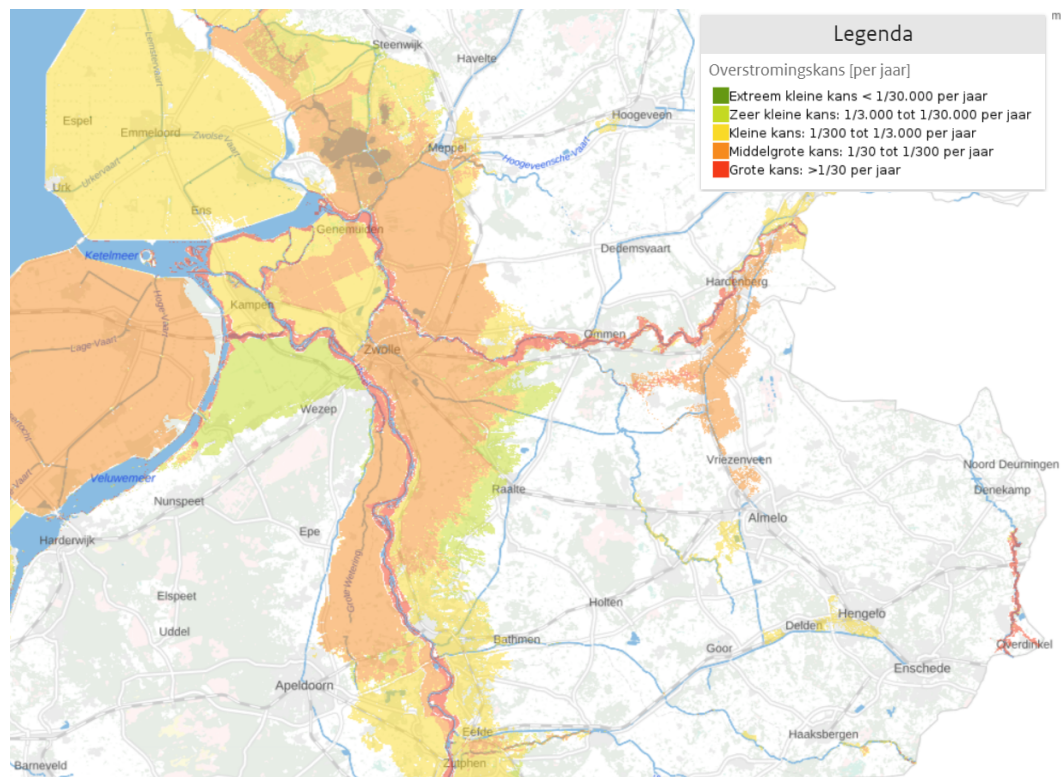 m
Legenda
Overstromingskans [per jaar]
Extreem kleine kans < 1/30.000 per jaar
Zeer kleine kans: 1/3.000 tot 1/30.000 per jaar
Kleine kans: 1/300 tot 1/3.000 per jaar
Middelgrote kans: 1/30 tot 1/300 per jaar
Grote kans: >1/30 per jaar
Steenwijk
Havelte
Lemstervaart
Espel
Emmeloord
Zwolse Vaart
Hoogeveen
Meppel
Hoogeveensche Vaart
Urkervaart
Urk
Ens
Genemuiden
Ketelmeer
Dedemsvaart
Hardenberg
Hoge Vaart
Kampen
Ommen
Lage Vaart
Zwolle
Wezep
Vaart
Veluwemeer
Vriezenveen
Noord Deurningen
Denekamp
Raalte
Nunspeet
Almelo
Epe
Harderwijk
Grote Wetering
Elspeet
Holten
Hengelo
Uddel
Delden
Bathmen
Goor
Overdinkel
Enschede
Apeldoorn
Eefde
Haaksbergen
Zutphen
Barneveld